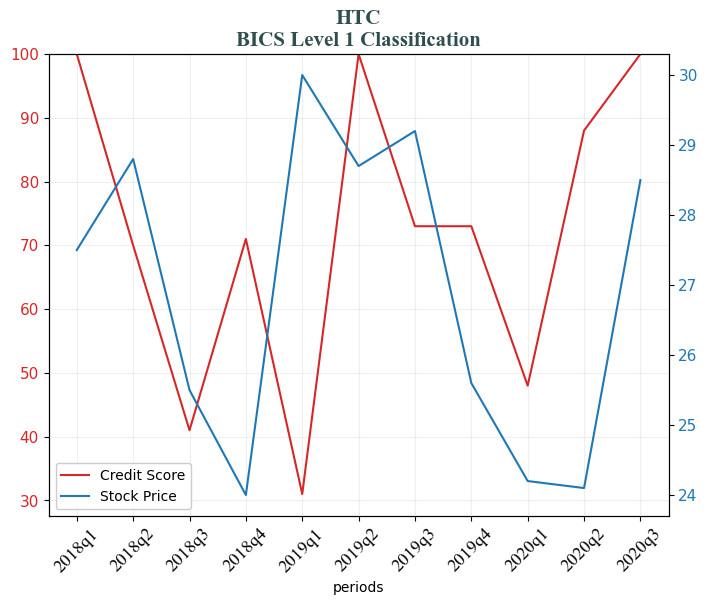 HTC
BICS Level 1 Classification
100
90
80
70
60
50
40
30
30
29
28
27
26
25
24
Credit Score
Stock Price
2018q1
2018q2
2018q3
2018q4
2019q1
2019q2
2019q3
2019q4
2020q1
2020q2
2020q3
periods